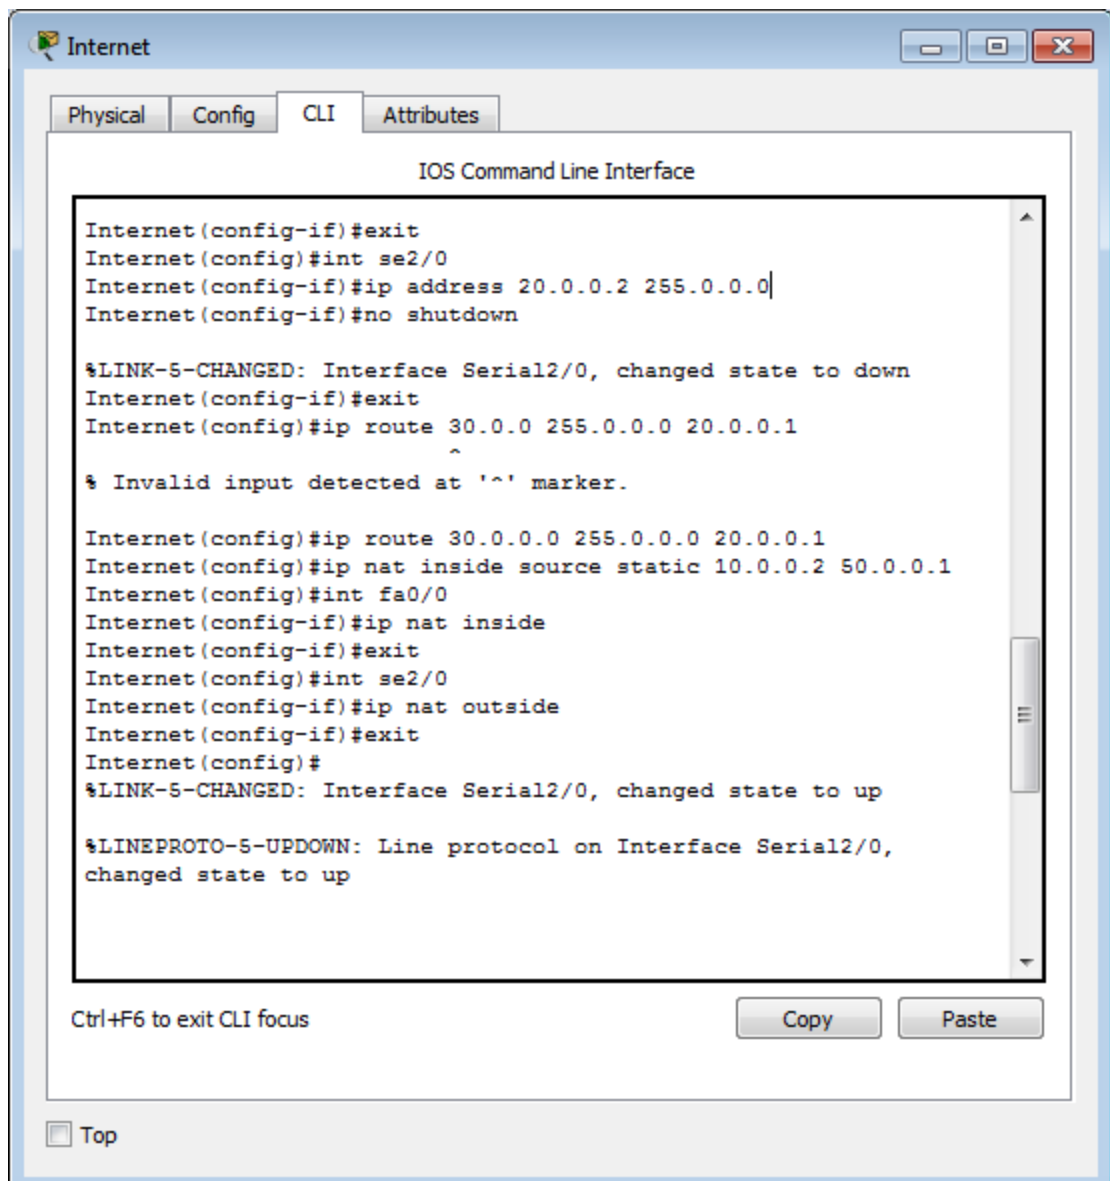 Internet
Physical Config CLI Attributes
IOS Command Line Interface
Internet(config-if)#exit
Internet(config)#int se2/0
Internet(config-if)#ip address 20.0.0.2 255.0.0.0
Internet(config-if)#no shutdown
%LINK-5-CHANGED: Interface Serial2/0, changed state to down
Internet(config-if)#exit
Internet(config)#ip route 30.0.0 255.0.0.0 20.0.0.1
^
% Invalid input detected at '^' marker.
Internet(config)#ip route 30.0.0.0 255.0.0.0 20.0.0.1
Internet(config)#ip nat inside source static 10.0.0.2 50.0.0.1
Internet(config)#int fa0/0
Internet(config-if)#ip nat inside
Internet(config-if)#exit
Internet(config)#int se2/0
Internet(config-if)#ip nat outside
Internet(config-if)#exit
Internet(config)#
%LINK-5-CHANGED: Interface Serial2/0, changed state to up
%LINEPROTO-5-UPDOWN: Line protocol on Interface Serial2/0,
changed state to up
Ctrl+F6 to exit CLI focus
Copy Paste
Top